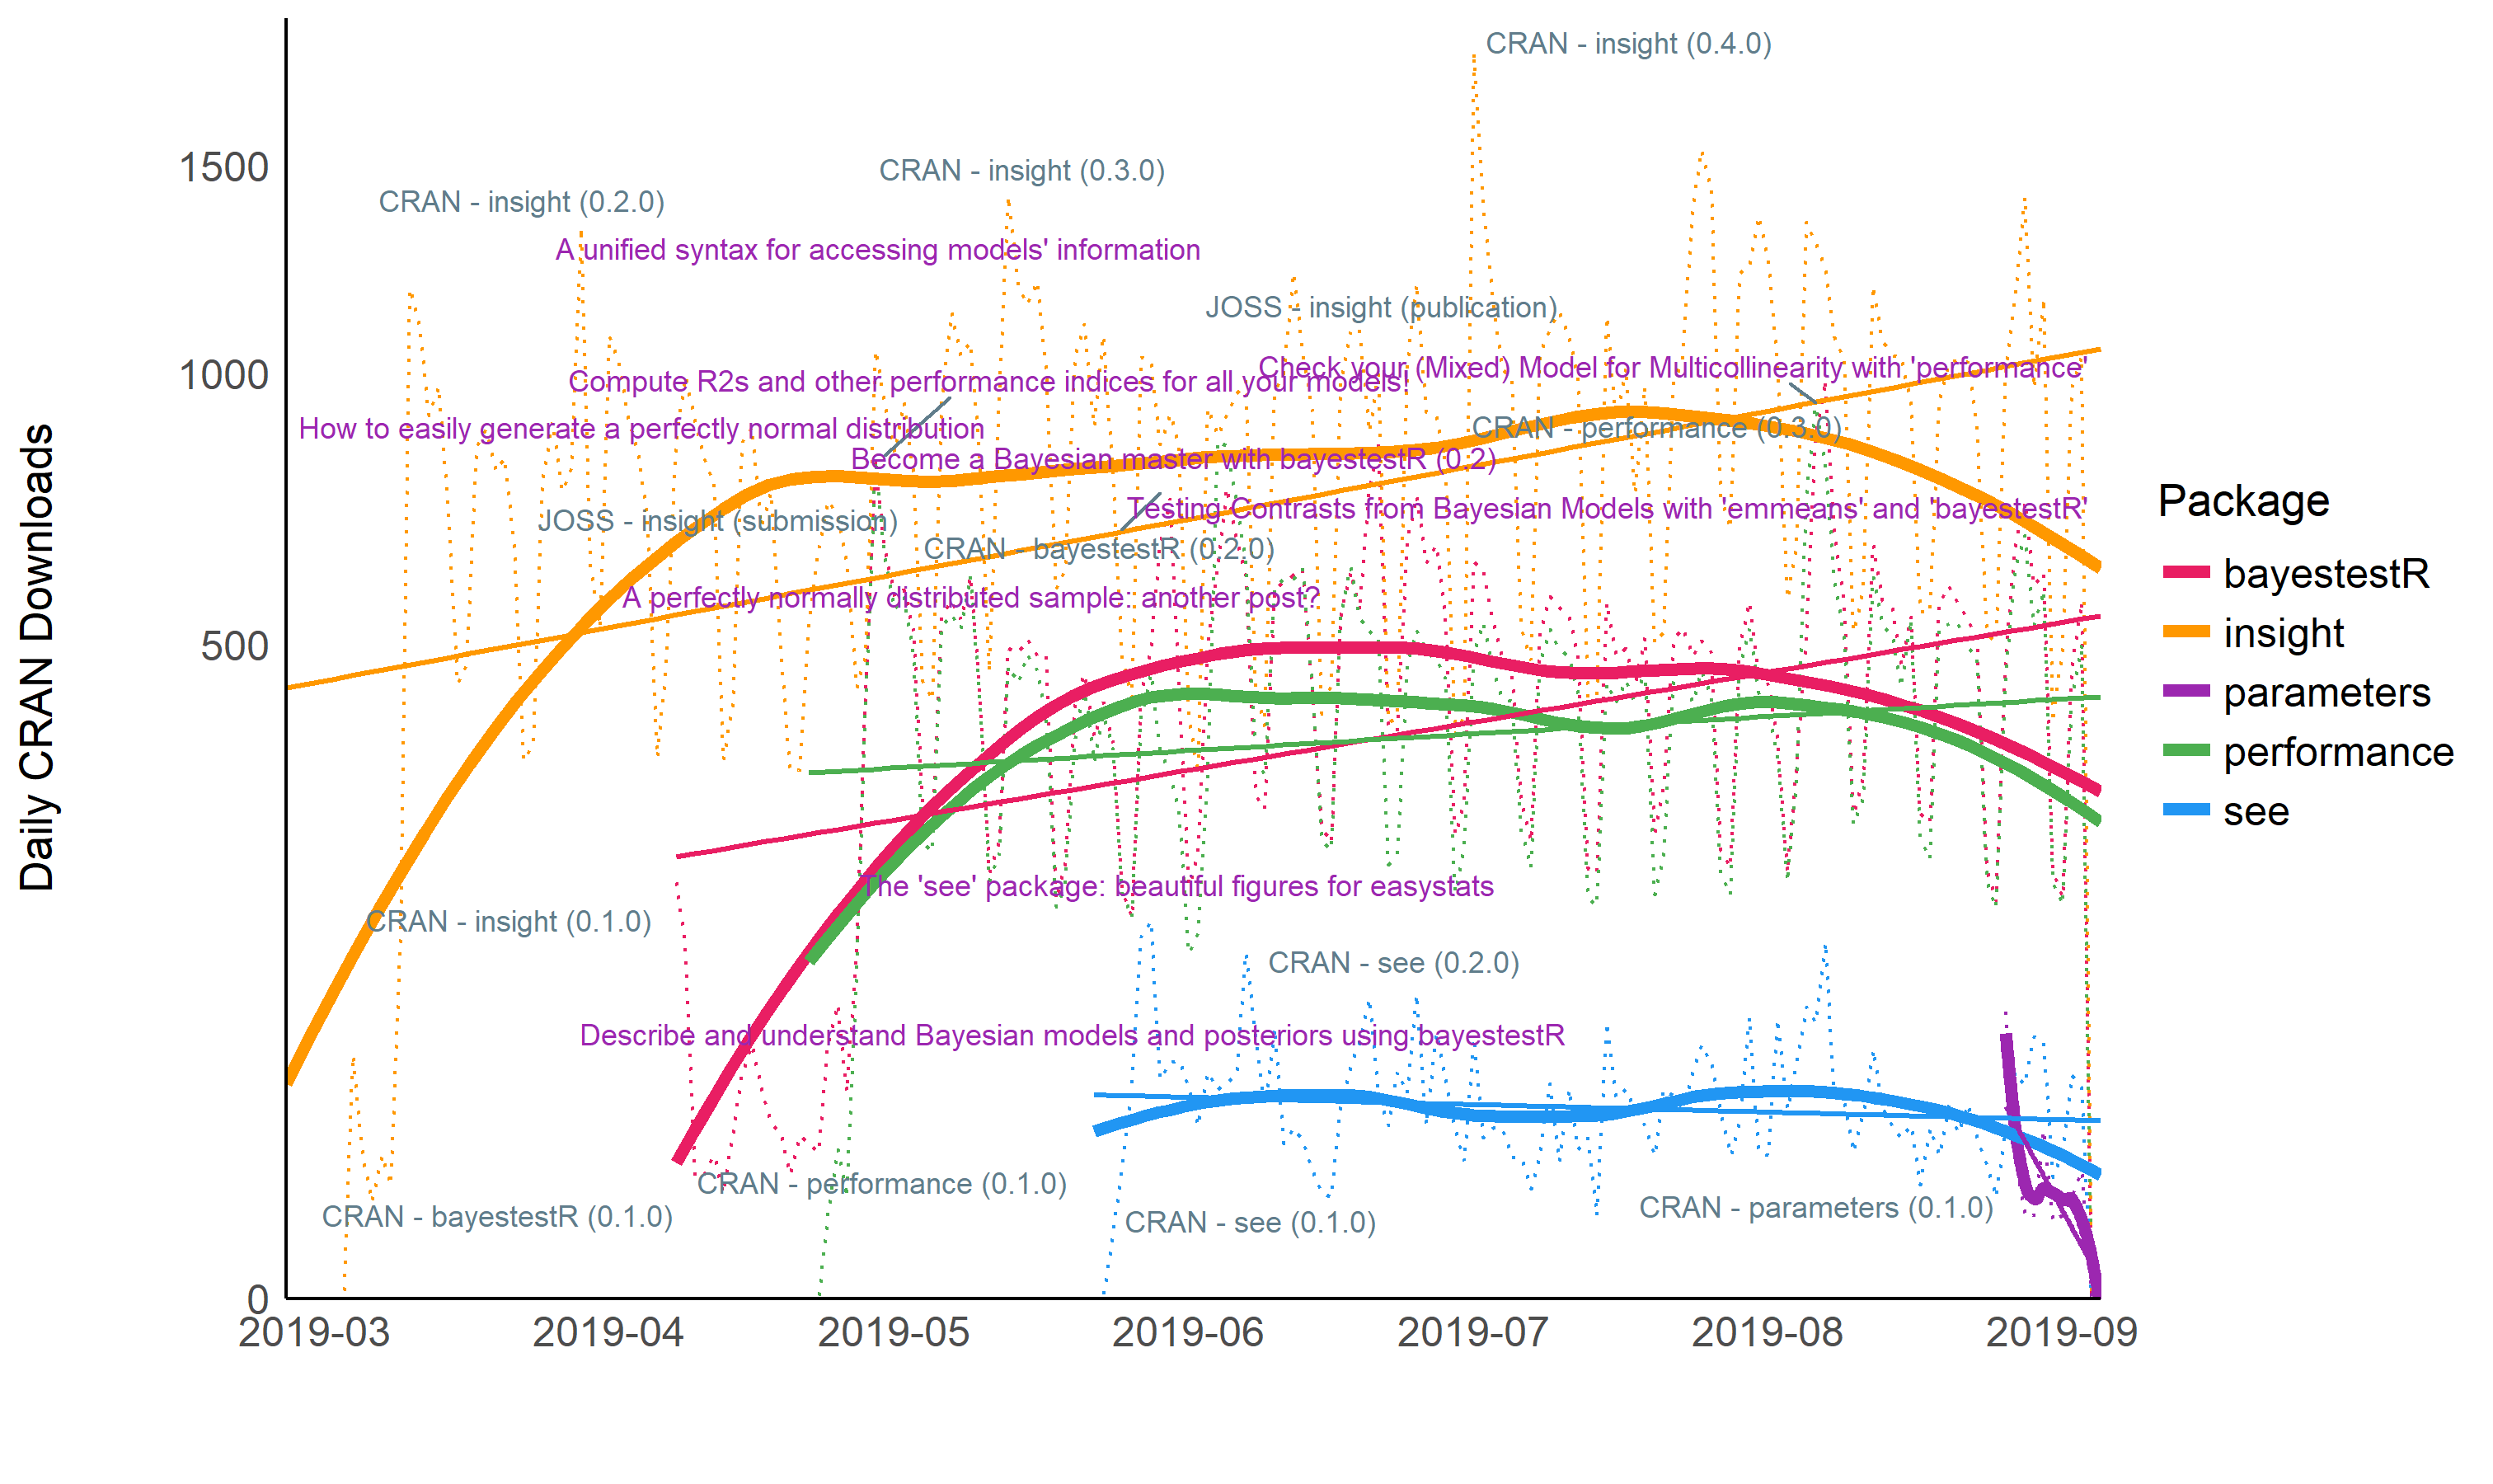 CRAN - insight (0.4.0)
1500
CRAN - insight (0.3.0)
CRAN - insight (0.2.0)
A unified syntax for accessing models' information
JOSS - insight (publication)
1000
Check your (Mixed) Model for Multicollinearity with 'performance'
Compute R2s and other performance indices for all your models!
How to easily generate a perfectly normal distribution
CRAN - performance (0.3.0)
Become a Bayesian master with bayestestR (0.2)
Testing Contrasts from Bayesian Models with 'emmeans' and 'bayestestR'
JOSS - insight (submission)
CRAN - bayestestR (0.2.0)
A perfectly normally distributed sample: another post?
500
Daily CRAN Downloads
The 'see' package: beautiful figures for easystats
CRAN - insight (0.1.0)
CRAN - see (0.2.0)
Describe and understand Bayesian models and posteriors using bayestestR
CRAN - performance (0.1.0)
CRAN - bayestestR (0.1.0)
CRAN - see (0.1.0)
CRAN - parameters (0.1.0)
0
2019-03 2019-04 2019-05 2019-06 2019-07 2019-08 2019-09
Package
bayestestR
insight
parameters
performance
see